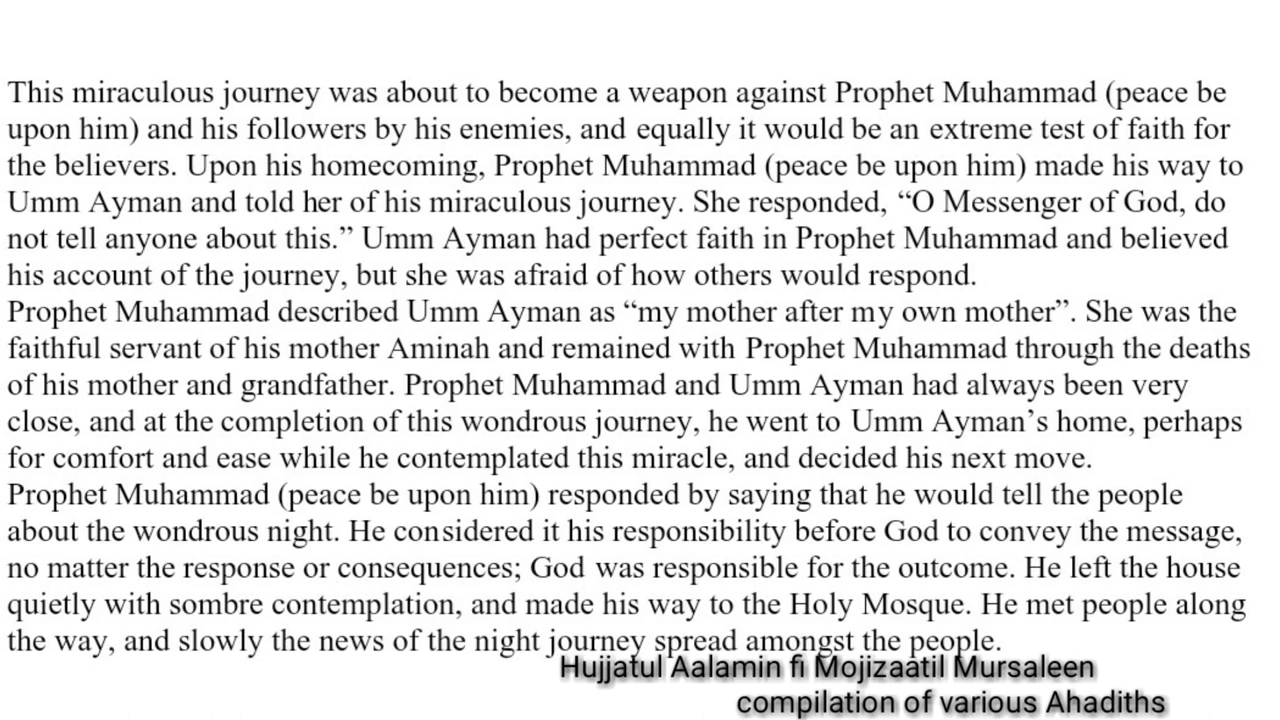 This miraculous journey was about to become a weapon against Prophet Muhammad (peace be
upon him) and his followers by his enemies, and equally it would be an extreme test of faith for
the believers. Upon his homecoming, Prophet Muhammad (peace be upon him) made his way to
Umm Ayman and told her of his miraculous journey. She responded, “O Messenger of God, do
not tell anyone about this.” Umm Ayman had perfect faith in Prophet Muhammad and believed
his account of the journey, but she was afraid of how others would respond.
Prophet Muhammad described Umm Ayman as “my mother after my own mother”. She was the
faithful servant of his mother Aminah and remained with Prophet Muhammad through the deaths
of his mother and grandfather. Prophet Muhammad and Umm Ayman had always been very
close, and at the completion of this wondrous journey, he went to Umm Ayman’s home, perhaps
for comfort and ease while he contemplated this miracle, and decided his next move.
Prophet Muhammad (peace be upon him) responded by saying that he would tell the people
about the wondrous night. He considered it his responsibility before God to convey the message,
no matter the response or consequences; God was responsible for the outcome. He left the house
quietly with sombre contemplation, and made his way to the Holy Mosque. He met people along
the way, and slowly the news of the night journey spread amongst the people.
Hujjatul Aalamin fi Mojizaatil Mursaleen
compilation of various Ahadiths